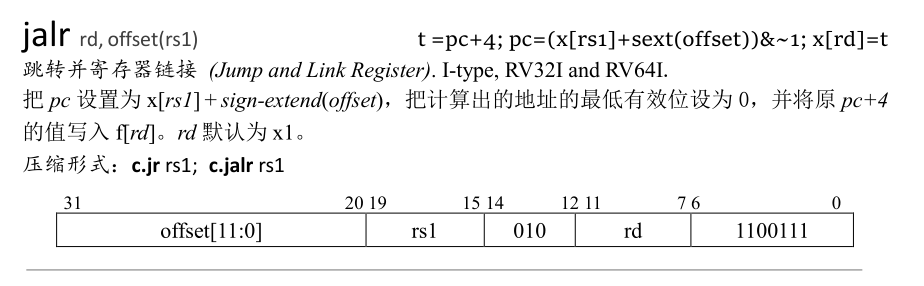 jalr rd, offset(rs1) t =pc+4; pc=(x[rs1]+sext(offset))&~1; x[rd]=t
跳转并寄存器链接 (Jump and Link Register). I-type, RV32I and RV64I.
把 pc 设置为 x[rs1] + sign-extend(offset)，把计算出的地址的最低有效位设为 0，并将原 pc+4
的值写入 f[rd]。rd 默认为 x1。
压缩形式：c.jr rs1; c.jalr rs1
31 20 19 15 14 12 11 7 6 0
offset[11:0] rs1 010 rd 1100111